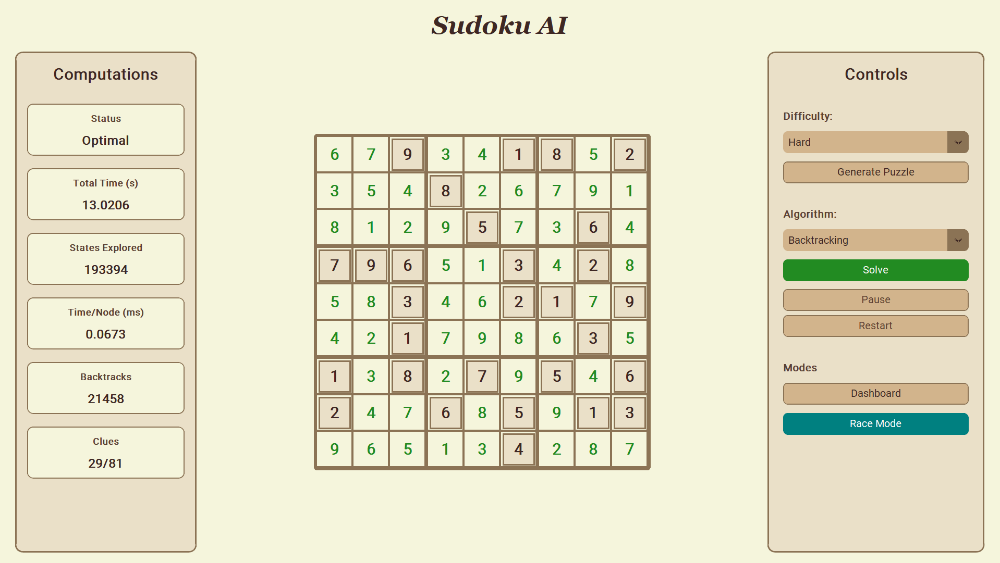 Sudoku AI
Computations
Status
Optimal
Total Time (s)
13.0206
States Explored
193394
Time/Node (ms)
0.0673
Backtracks
21458
Clues
29/81
6 7 9 3 4 1 8 5 2
3 5 4 8 2 6 7 9 1
8 1 2 9 5 7 3 6 4
7 9 6 5 1 3 4 2 8
5 8 3 4 6 2 1 7 9
4 2 1 7 9 8 6 3 5
1 3 8 2 7 9 5 4 6
2 4 7 6 8 5 9 1 3
9 6 5 1 3 4 2 8 7
Controls
Difficulty:
Hard
Generate Puzzle
Algorithm:
Backtracking
Solve
Pause
Restart
Modes
Dashboard
Race Mode